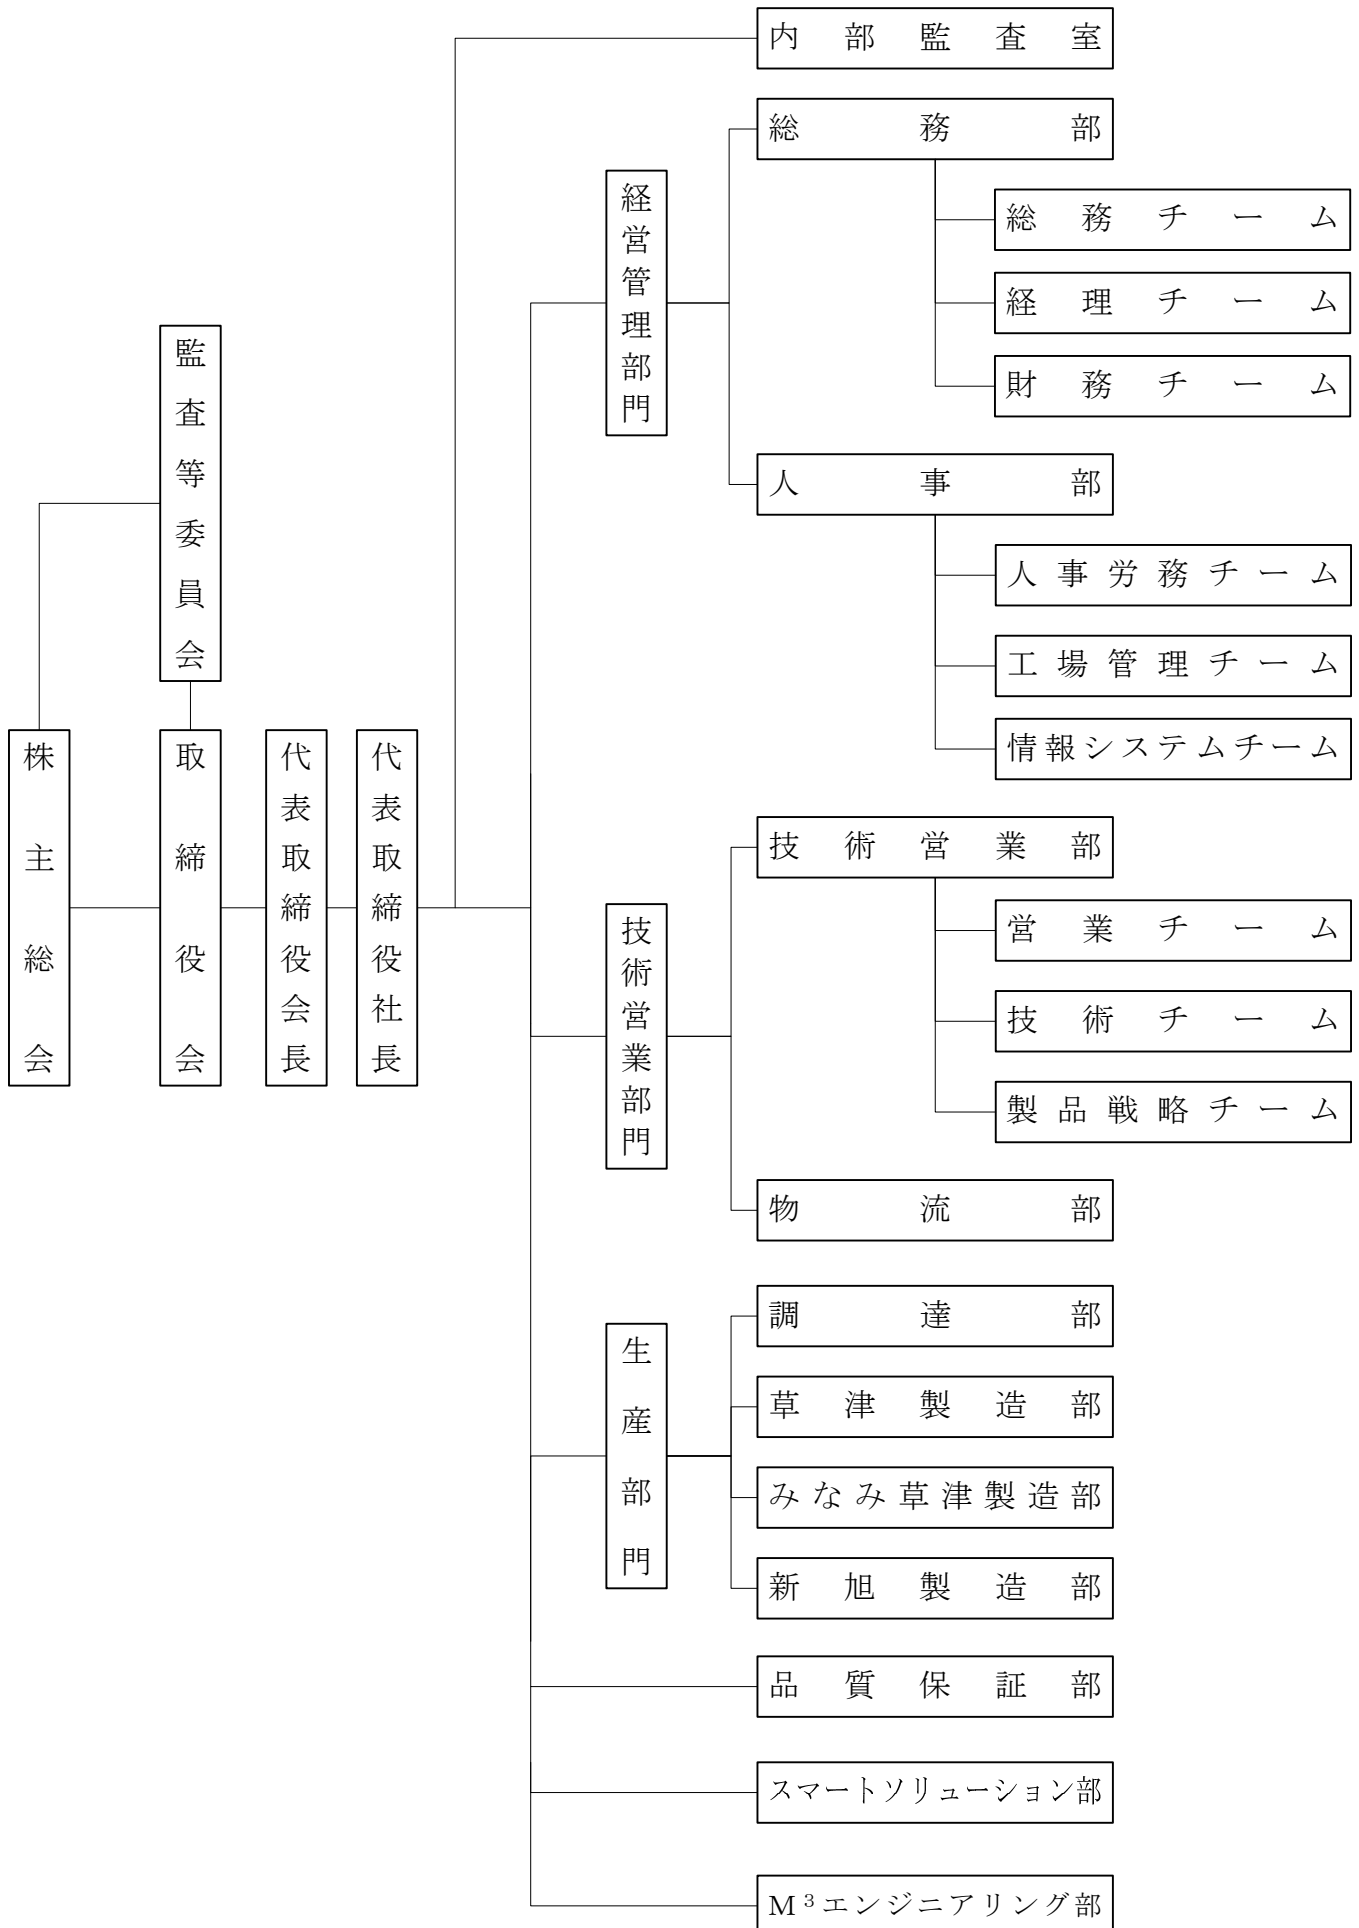 内部監査室
総務部
総務チーム
経理チーム
財務チーム
経営管理部門
人事部
人事労務チーム
工場管理チーム
情報システムチーム
監査等委員会
株主総会
取締役会
代表取締役会長
代表取締役社長
技術営業部
営業チーム
技術チーム
製品戦略チーム
技術営業部門
物流部
調達部
草津製造部
みなみ草津製造部
新旭製造部
生産部門
品質保証部
スマートソリューション部
M³エンジニアリング部